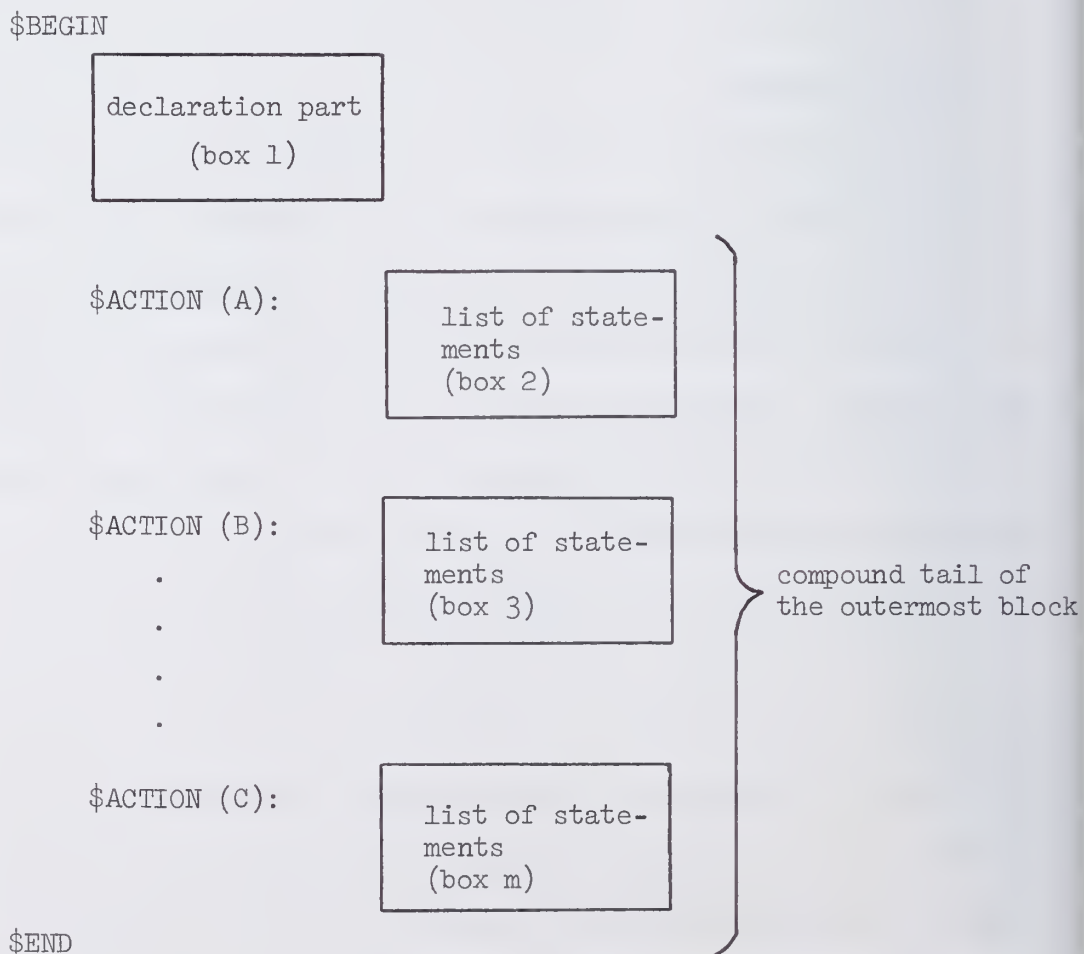 $BEGIN
declaration part
(box 1)
$ACTION (A):
list of state-
ments
(box 2)
$ACTION (B):
list of state-
ments
(box 3)
compound tail of
the outermost block
$ACTION (C):
list of state-
ments
(box m)
$END